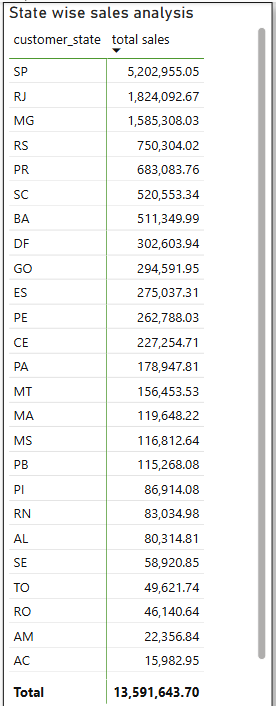 State wise sales analysis
customer_state total sales
SP 5,202,955.05
RJ 1,824,092.67
MG 1,585,308.03
RS 750,304.02
PR 683,083.76
SC 520,553.34
BA 511,349.99
DF 302,603.94
GO 294,591.95
ES 275,037.31
PE 262,788.03
CE 227,254.71
PA 178,947.81
MT 156,453.53
MA 119,648.22
MS 116,812.64
PB 115,268.08
PI 86,914.08
RN 83,034.98
AL 80,314.81
SE 58,920.85
TO 49,621.74
RO 46,140.64
AM 22,356.84
AC 15,982.95
Total 13,591,643.70